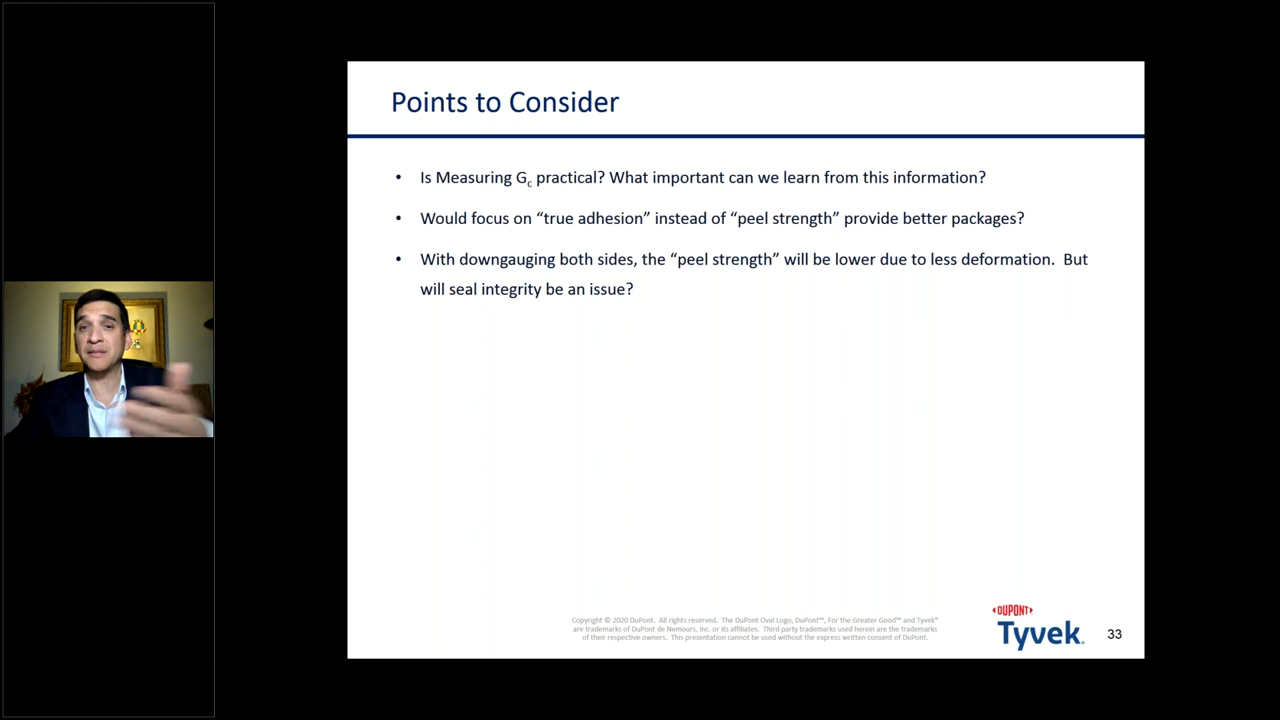 Points to Consider
• Is Measuring Gc practical? What important can we learn from this information?
• Would focus on “true adhesion” instead of “peel strength” provide better packages?
• With downgauging both sides, the “peel strength” will be lower due to less deformation.  But
will seal integrity be an issue?
Copyright © 2020 DuPont.  All rights reserved.  The DuPont Oval Logo, DuPont™, For the Greater Good™ and Tyvek®
are trademarks of DuPont de Nemours, Inc. or its affiliates.  Third party trademarks used herein are the trademarks
of their respective owners.  This presentation cannot be used without the express written consent of DuPont.
DUPONT
Tyvek®
33